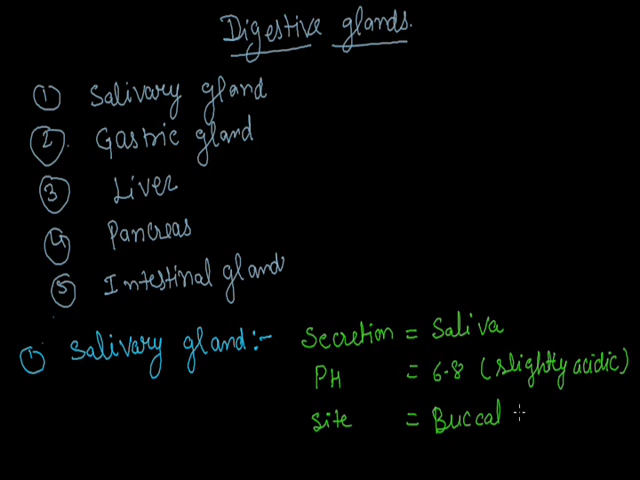 Digestive glands.
① Salivary gland
② Gastric gland
③ Liver
④ Pancreas
⑤ Intestinal gland
① Salivary gland:-
Secretion = Saliva
PH = 6.8 (slightly acidic)
Site = Buccal